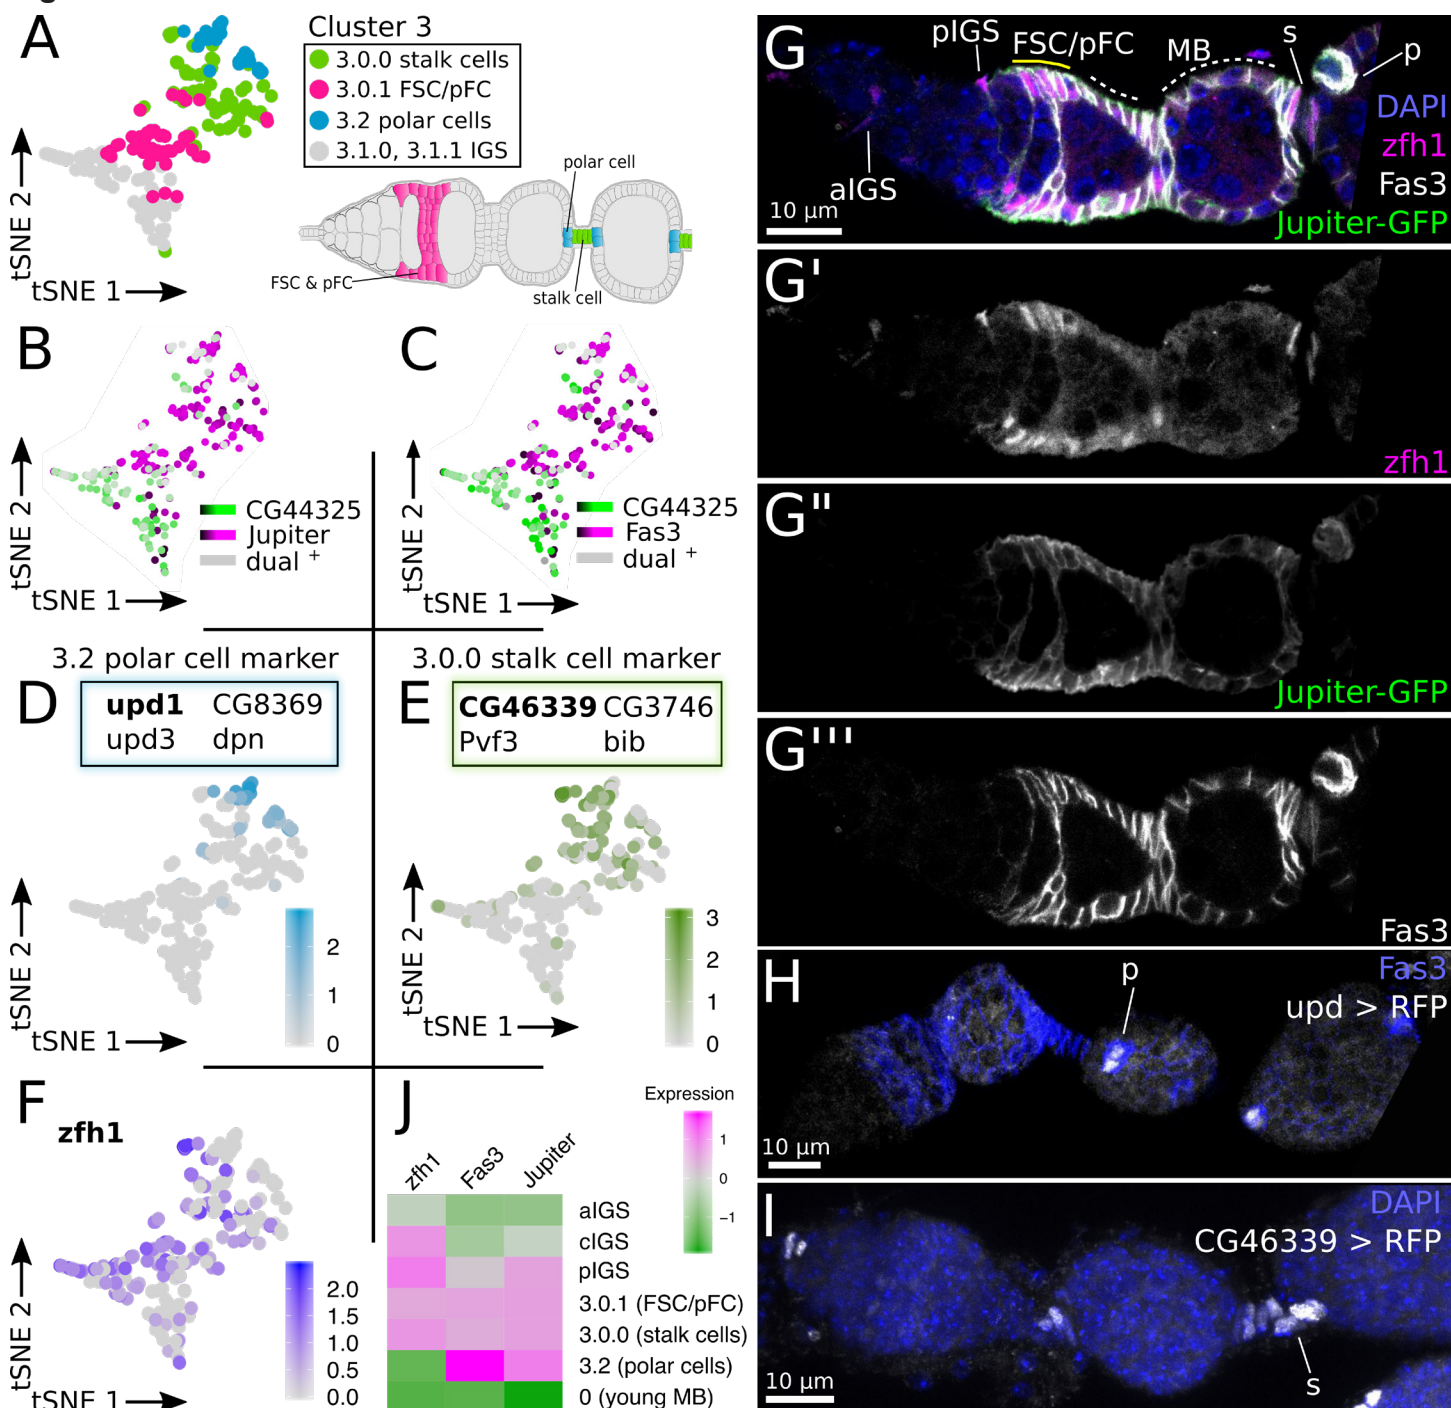 A
Cluster 3
3.0.0 stalk cells
3.0.1 FSC/pFC
3.2 polar cells
3.1.0, 3.1.1 IGS
tSNE 2
tSNE 1
polar cell
FSC & pFC
stalk cell
B
CG44325
Jupiter
dual +
tSNE 2
tSNE 1
C
CG44325
Fas3
dual +
tSNE 2
tSNE 1
3.2 polar cell marker
D
upd1 CG8369
upd3 dpn
2
1
0
tSNE 2
tSNE 1
3.0.0 stalk cell marker
E
CG46339 CG3746
Pvf3 bib
3
2
1
0
tSNE 2
tSNE 1
F
zfh1
2.0
1.5
1.0
0.5
0.0
tSNE 2
tSNE 1
J
Expression
1
0
−1
zfh1 Fas3 Jupiter
aIGS
cIGS
pIGS
3.0.1 (FSC/pFC)
3.0.0 (stalk cells)
3.2 (polar cells)
0 (young MB)
G
pIGS
FSC/pFC
MB
s
p
aIGS
10 µm
DAPI
zfh1
Fas3
Jupiter-GFP
G'
zfh1
G"
Jupiter-GFP
G'''
Fas3
H
Fas3
upd > RFP
p
10 µm
I
DAPI
CG46339 > RFP
s
10 µm